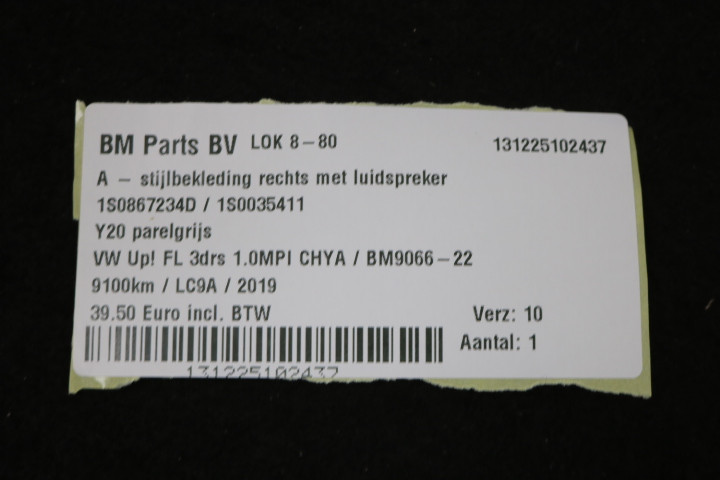 BM Parts BV LOK 8-80 131225102437
A - stijlbekleding rechts met luidspreker
1S0867234D / 1S0035411
Y20 parelgrijs
VW Up! FL 3drs 1.0MPI CHYA / BM9066-22
9100km / LC9A / 2019
39.50 Euro incl. BTW Verz: 10
Aantal: 1
131225102437